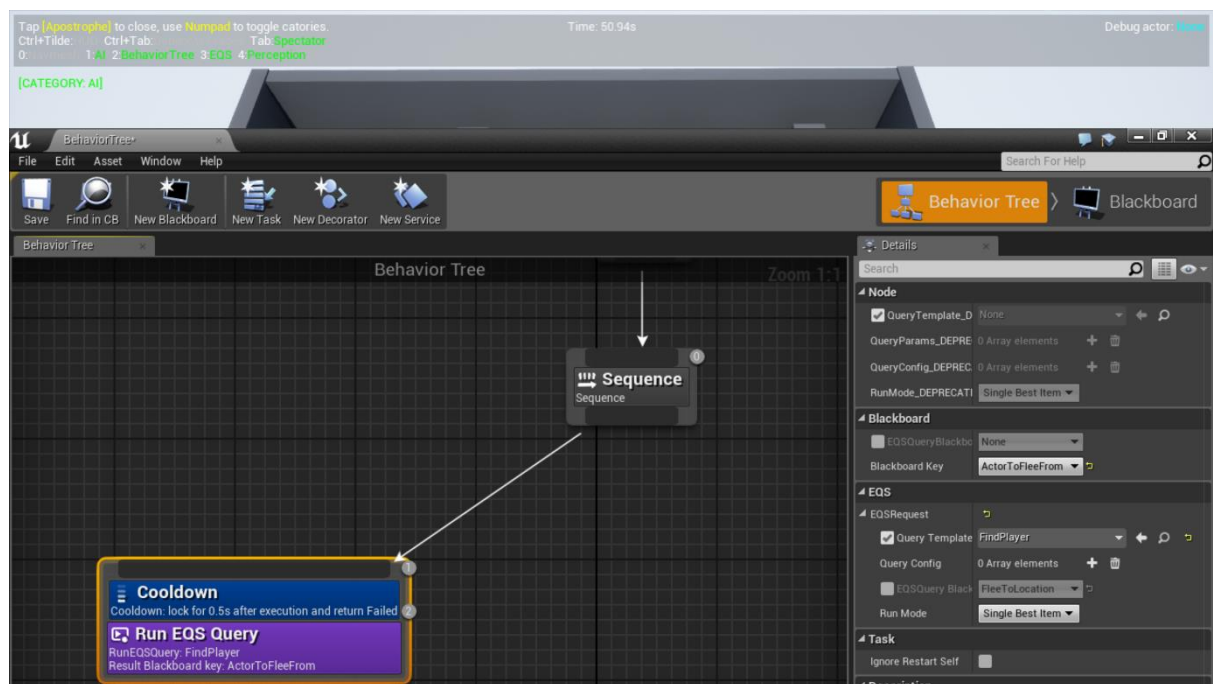 Tap [Apostrophe] to close, use Numpad to toggle catories.
Time: 50.94s
Debug actor:
Ctrl+Tilde: Ctrl+Tab: Tab:Spectator
0: 1:AI 2:BehaviorTree 3:EQS 4:Perception
[CATEGORY: AI]
BehaviorTree*
File Edit Asset Window Help
Search For Help
Save Find in CB New Blackboard New Task New Decorator New Service
Behavior Tree Blackboard
Behavior Tree
Details
Behavior Tree
Zoom 1:1
Search
Node
QueryTemplate_D None
QueryParams_DEPRE 0 Array elements
QueryConfig_DEPREC 0 Array elements
RunMode_DEPRECATI Single Best Item
0
Sequence
Sequence
Blackboard
EQSQueryBlackbo None
Blackboard Key ActorToFleeFrom
EQS
EQSRequest
Query Template FindPlayer
Query Config 0 Array elements
EQSQuery Black FleeToLocation
Run Mode Single Best Item
1
Cooldown
Cooldown: lock for 0.5s after execution and return Failed
2
Run EQS Query
RunEQSQuery: FindPlayer
Result Blackboard key: ActorToFleeFrom
Task
Ignore Restart Self